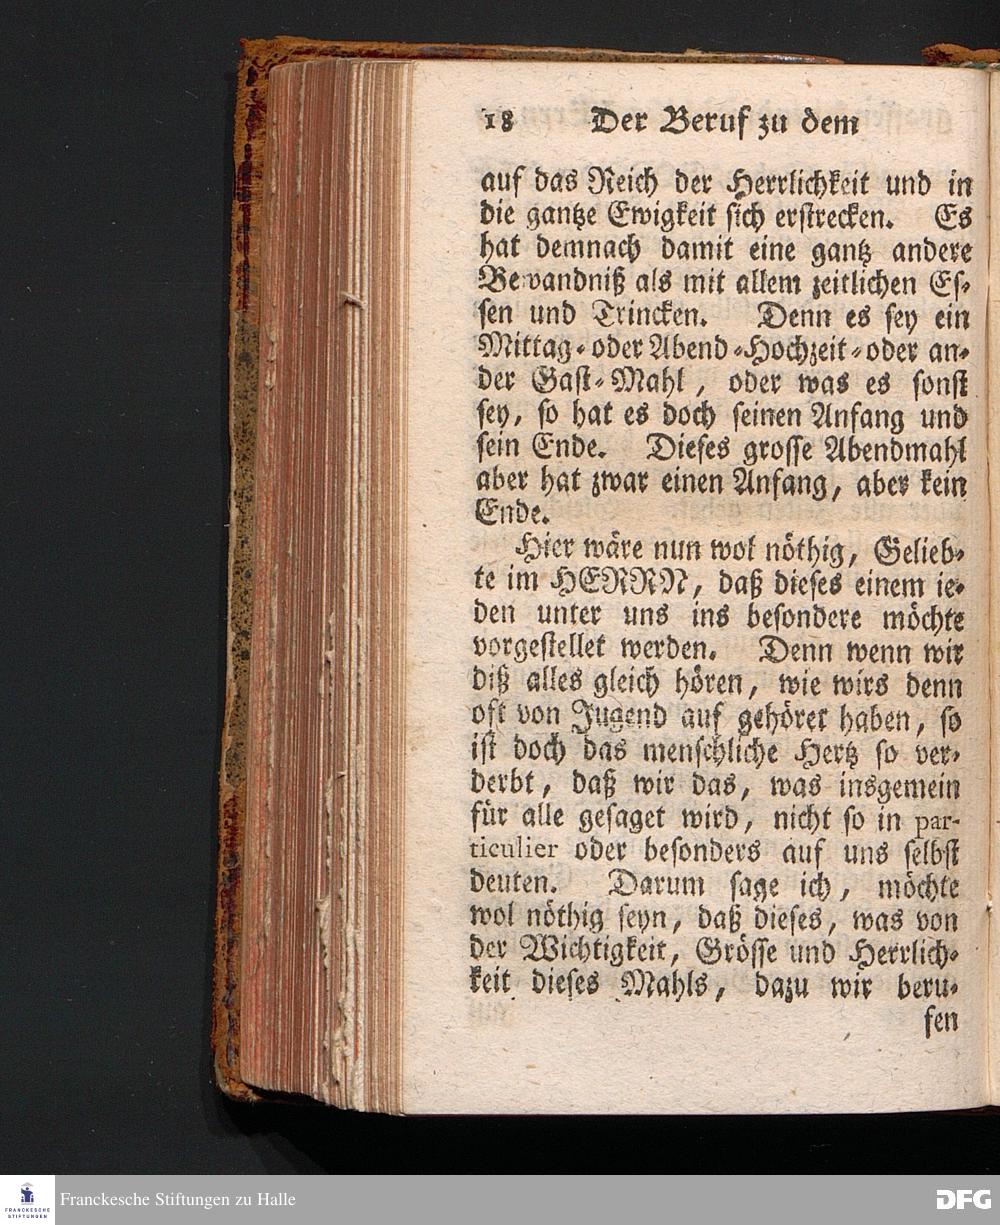 18 Der Beruf zu dem
auf das Reich der Herrlichkeit und in
die gantze Ewigkeit sich erstrecken. Es
hat demnach damit eine gantz andere
Bewandniß als mit allem zeitlichen Es-
sen und Trincken. Denn es sey ein
Mittag-oder Abend-Hochzeit-oder an-
der Gast-Mahl, oder was es sonst
sey, so hat es doch seinen Anfang und
sein Ende. Dieses grosse Abendmahl
aber hat zwar einen Anfang, aber kein
Ende.
Hier wäre nun wol nöthig, Gelieb-
te im HERRN, daß dieses einem ie-
den unter uns ins besondere möchte
vorgestellet werden. Denn wenn wir
diß alles gleich hören, wie wirs denn
oft von Jugend auf gehöret haben, so
ist doch das menschliche Hertz so ver-
derbt, daß wir das, was insgemein
für alle gesaget wird, nicht so in par-
ticulier oder besonders auf uns selbst
deuten. Darum sage ich, möchte
wol nöthig seyn, daß dieses, was von
der Wichtigkeit, Grösse und Herrlich-
keit dieses Mahls, dazu wir beru-
fen
FRANCKESCHE
STIFTUNGEN
Franckesche Stiftungen zu Halle
DFG